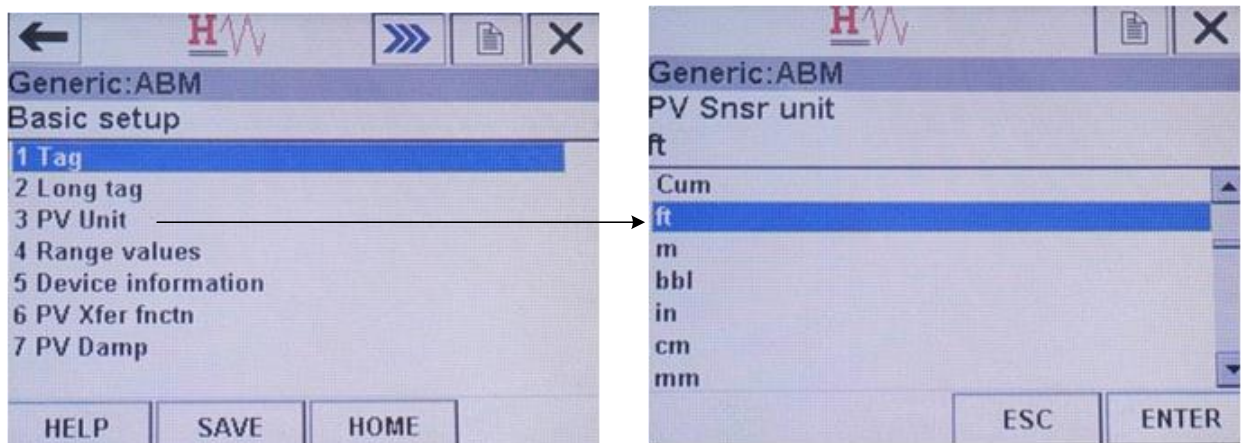 H
Generic:ABM
Basic setup
1 Tag
2 Long tag
3 PV Unit
4 Range values
5 Device information
6 PV Xfer fnctn
7 PV Damp
HELP
SAVE
HOME
H
Generic:ABM
PV Snsr unit
ft
Cum
ft
m
bbl
in
cm
mm
ESC
ENTER